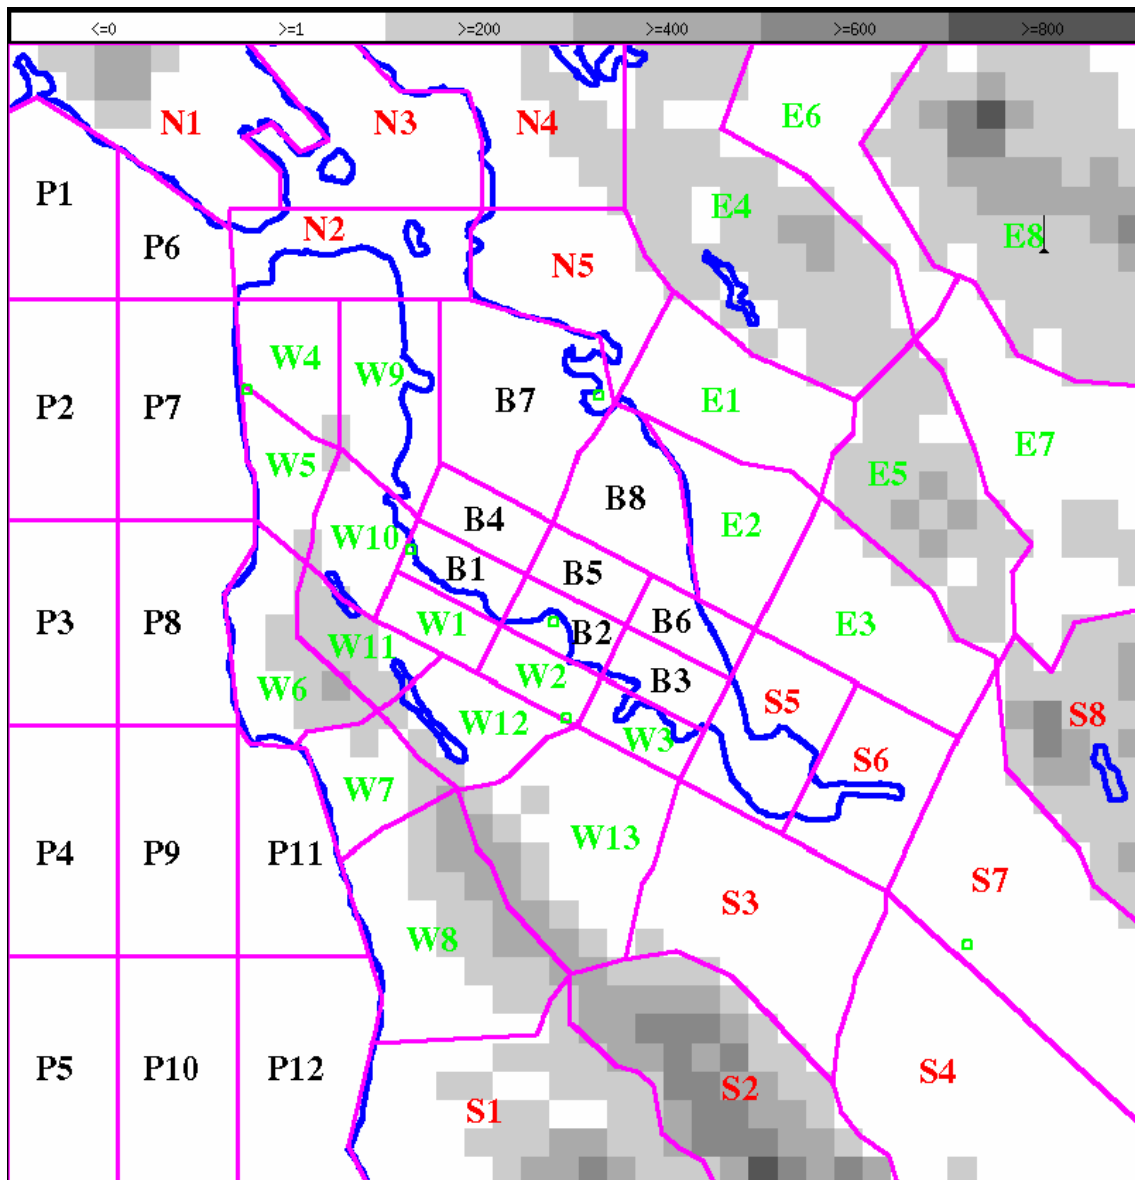 <=0 >=1 >=200 >=400 >=600 >=800
N1 N3 N4 E6
P1 E4
P6 N2 N5 E8
W4 W9
P2 P7 B7 E1
W5 B8 E5 E7
W10 B4 E2
B1 B5
P3 P8 W1 B2 B6 E3
W11 W2 B3
W6 W12 W3 S5 S8
W7 S6
P4 P9 P11 W13 S7
W8 S3
P5 P10 P12 S4
S1 S2